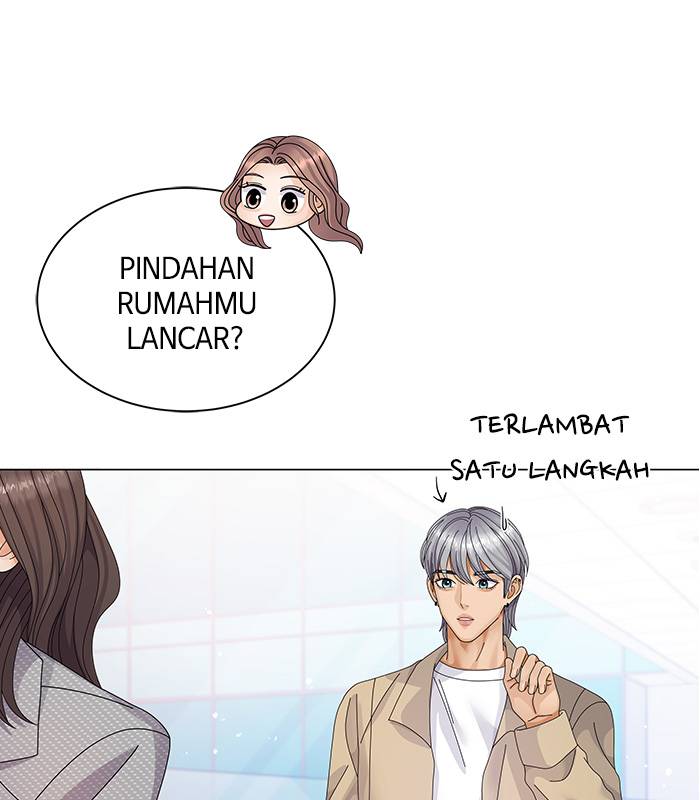 PINDAHAN
RUMAHMU
LANCAR?
TERLAMBAT
SATU LANGKAH